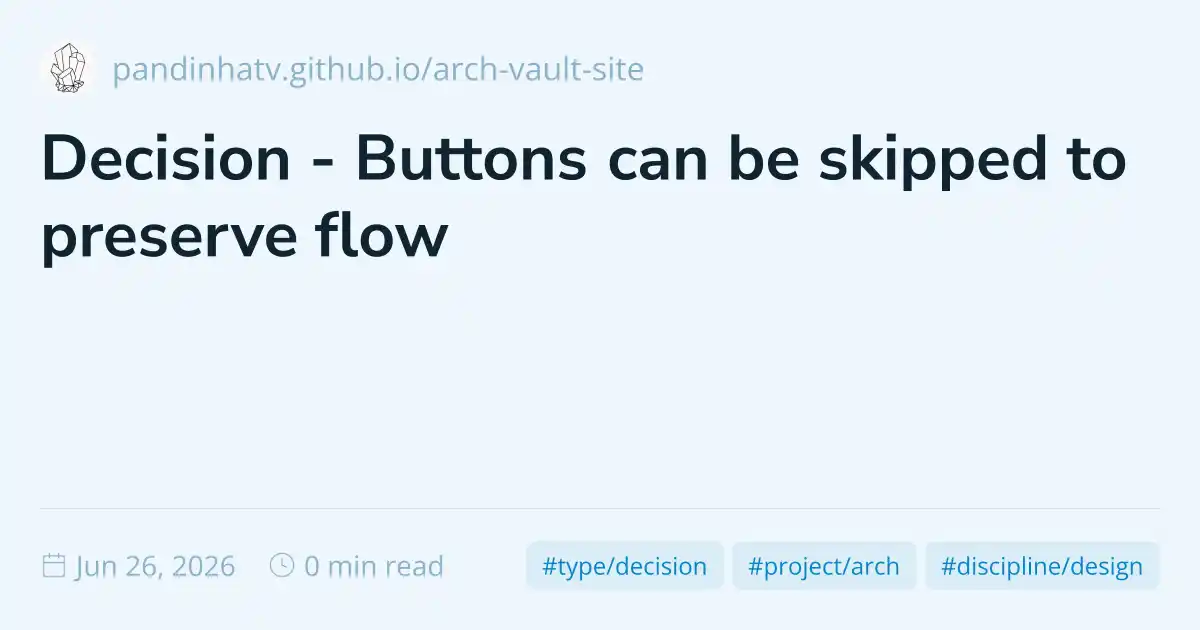 pandinhatv.github.io/arch-vault-site
Decision - Buttons can be skipped to
preserve flow
Jun 26, 2026 0 min read #type/decision #project/arch #discipline/design